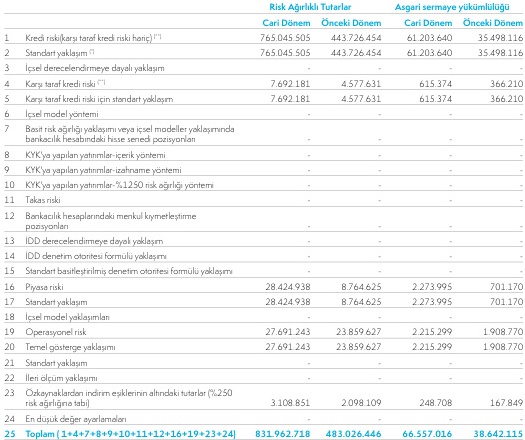 Risk Ağırlıklı Tutarlar Asgari sermaye yükümlülüğü
Cari Dönem Önceki Dönem Cari Dönem Önceki Dönem
1 Kredi riski(karşı taraf kredi riski hariç) (**) 765.045.505 443.726.454 61.203.640 35.498.116
2 Standart yaklaşım (*) 765.045.505 443.726.454 61.203.640 35.498.116
3 İçsel derecelendirmeye dayalı yaklaşım - - - -
4 Karşı taraf kredi riski (**) 7.692.181 4.577.631 615.374 366.210
5 Karşı taraf kredi riski için standart yaklaşım 7.692.181 4.577.631 615.374 366.210
6 İçsel model yöntemi - - - -
7 Basit risk ağırlığı yaklaşımı veya içsel modeller yaklaşımında
bankacılık hesabındaki hisse senedi pozisyonları - - - -
8 KYK'ya yapılan yatırımlar-içerik yöntemi - - - -
9 KYK'ya yapılan yatırımlar-izahname yöntemi - - - -
10 KYK'ya yapılan yatırımlar-%1250 risk ağırlığı yöntemi - - - -
11 Takas riski - - - -
12 Bankacılık hesaplarındaki menkul kıymetleştirme
pozisyonları - - - -
13 İDD derecelendirmeye dayalı yaklaşım - - - -
14 İDD denetim otoritesi formülü yaklaşımı - - - -
15 Standart basitleştirilmiş denetim otoritesi formülü yaklaşımı - - - -
16 Piyasa riski 28.424.938 8.764.625 2.273.995 701.170
17 Standart yaklaşım 28.424.938 8.764.625 2.273.995 701.170
18 İçsel model yaklaşımları - - - -
19 Operasyonel risk 27.691.243 23.859.627 2.215.299 1.908.770
20 Temel gösterge yaklaşımı 27.691.243 23.859.627 2.215.299 1.908.770
21 Standart yaklaşım - - - -
22 İleri ölçüm yaklaşımı - - - -
23 Özkaynaklardan indirim eşiklerinin altındaki tutarlar (%250
risk ağırlığına tabi) 3.108.851 2.098.109 248.708 167.849
24 En düşük değer ayarlamaları - - - -
25 Toplam ( 1+4+7+8+9+10+11+12+16+19+23+24) 831.962.718 483.026.446 66.557.016 38.642.115